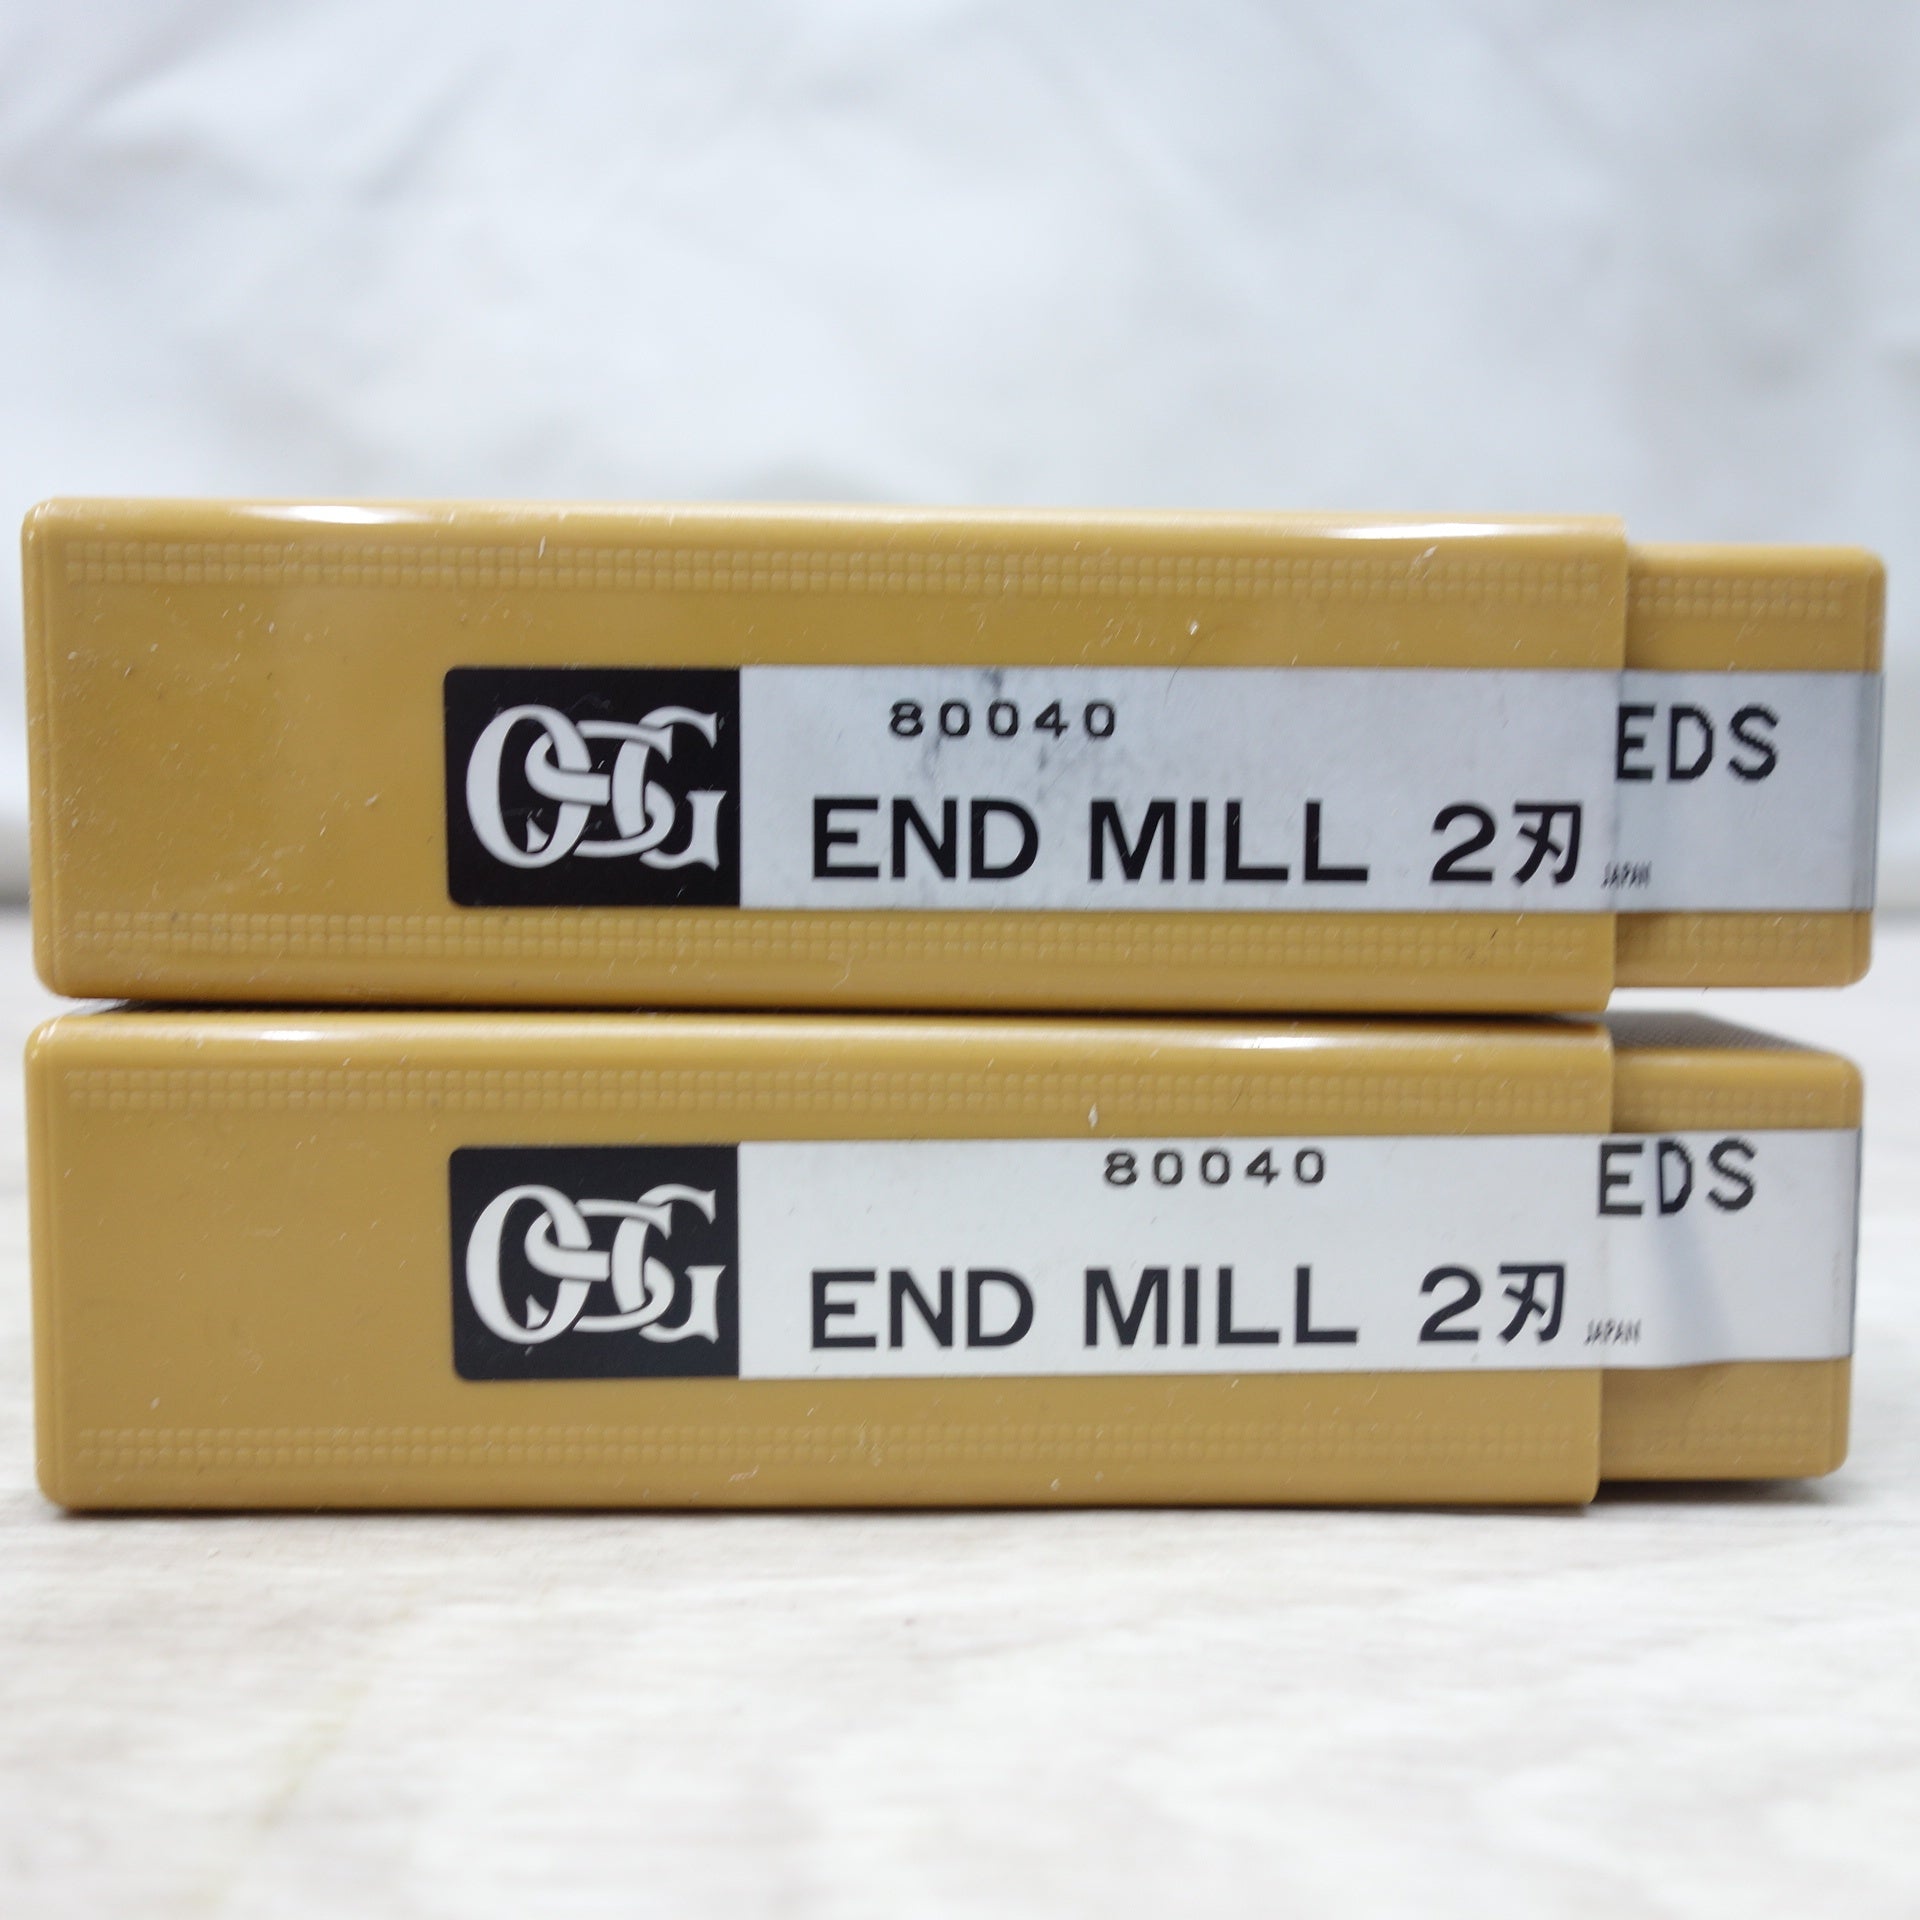 80040 EDS
OSG END MILL 2刃 JAPAN
80040 EDS
OSG END MILL 2刃 JAPAN